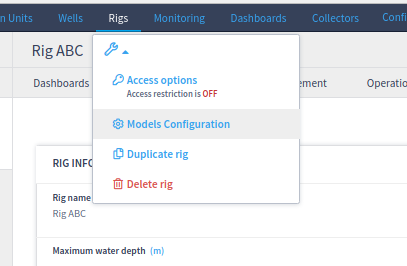 n Units Wells Rigs Monitoring Dashboards Collectors Confi
Rig ABC
Dashboards ement Operatio
Access options
Access restriction is OFF
Models Configuration
Duplicate rig
Delete rig
RIG INFO
Rig name
Rig ABC
Maximum water depth (m)